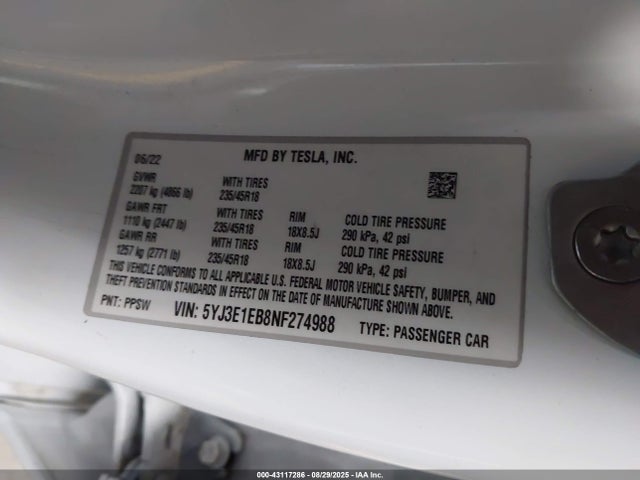 06/22 MFD BY TESLA, INC.
GVWR
2207 kg (4866 lb) WITH TIRES 235/45R18
GAWR FRT WITH TIRES RIM COLD TIRE PRESSURE
1110 kg (2447 lb) 235/45R18 18X8.5J 290 kPa, 42 psi
GAWR RR WITH TIRES RIM COLD TIRE PRESSURE
1257 kg (2771 lb) 235/45R18 18X8.5J 290 kPa, 42 psi
THIS VEHICLE CONFORMS TO ALL APPLICABLE U.S. FEDERAL MOTOR VEHICLE SAFETY, BUMPER, AND
THEFT PREVENTION STANDARDS IN EFFECT ON THE DATE OF MANUFACTURE SHOWN ABOVE.
PNT: PPSW VIN: 5YJ3E1EB8NF274988 TYPE: PASSENGER CAR
000-43117286 - 08/29/2025 - IAA Inc.